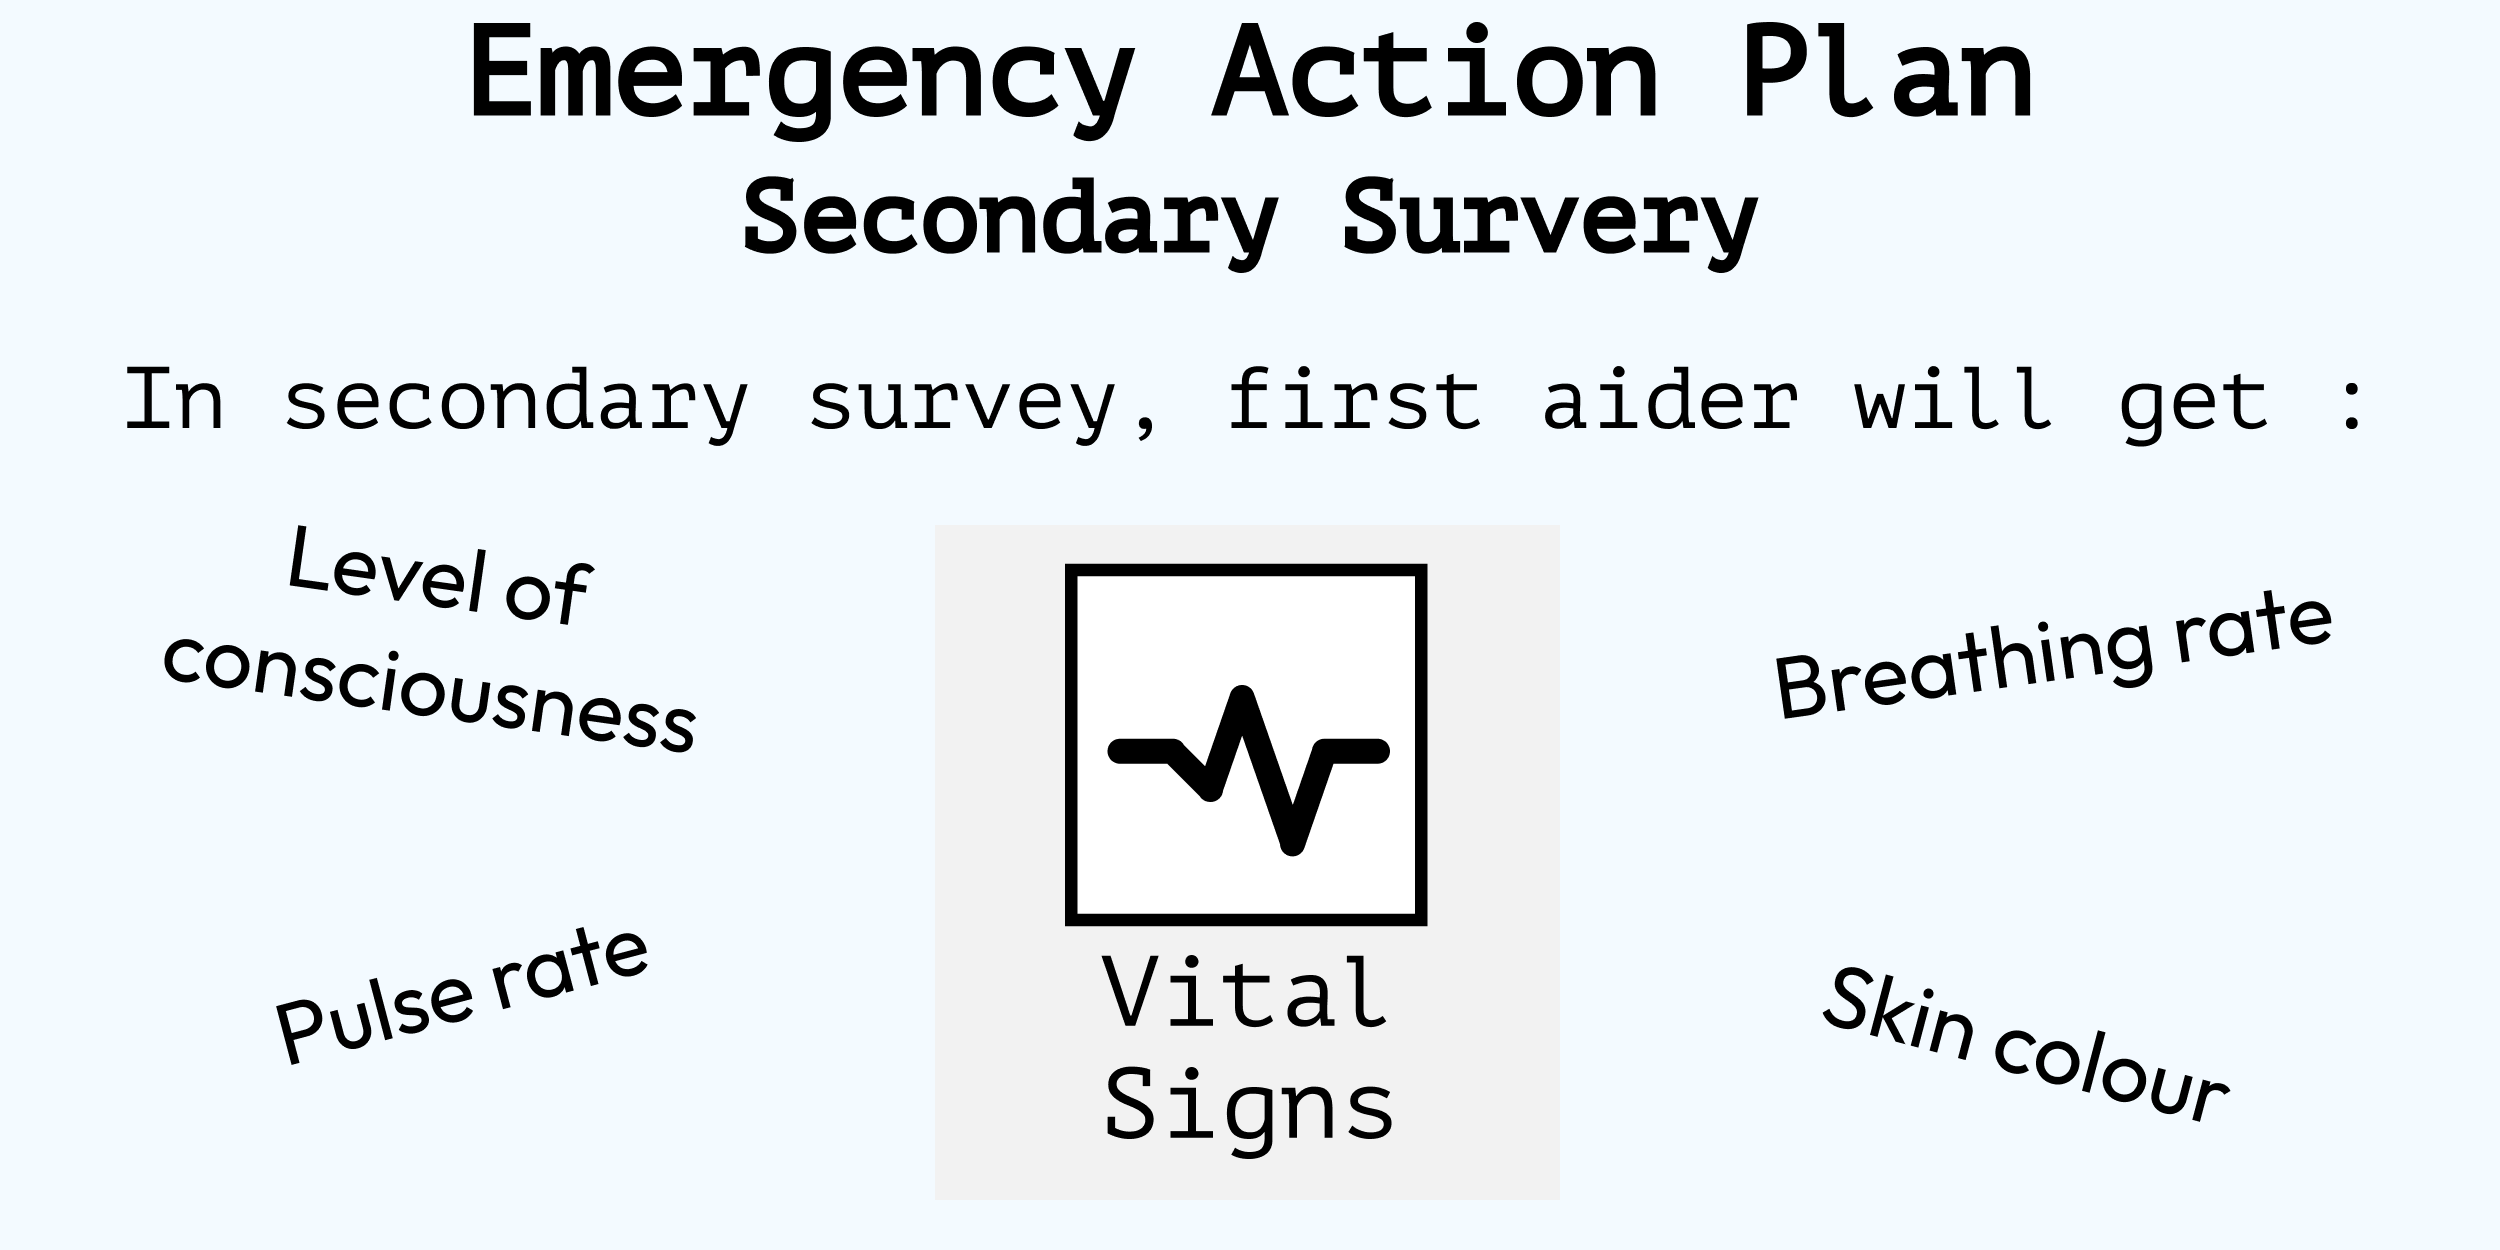 Emergency Action Plan
Secondary Survery
In secondary survey, first aider will get :
Level of
consciousness
Breathing rate
Pulse rate
Skin colour
Vital
Signs